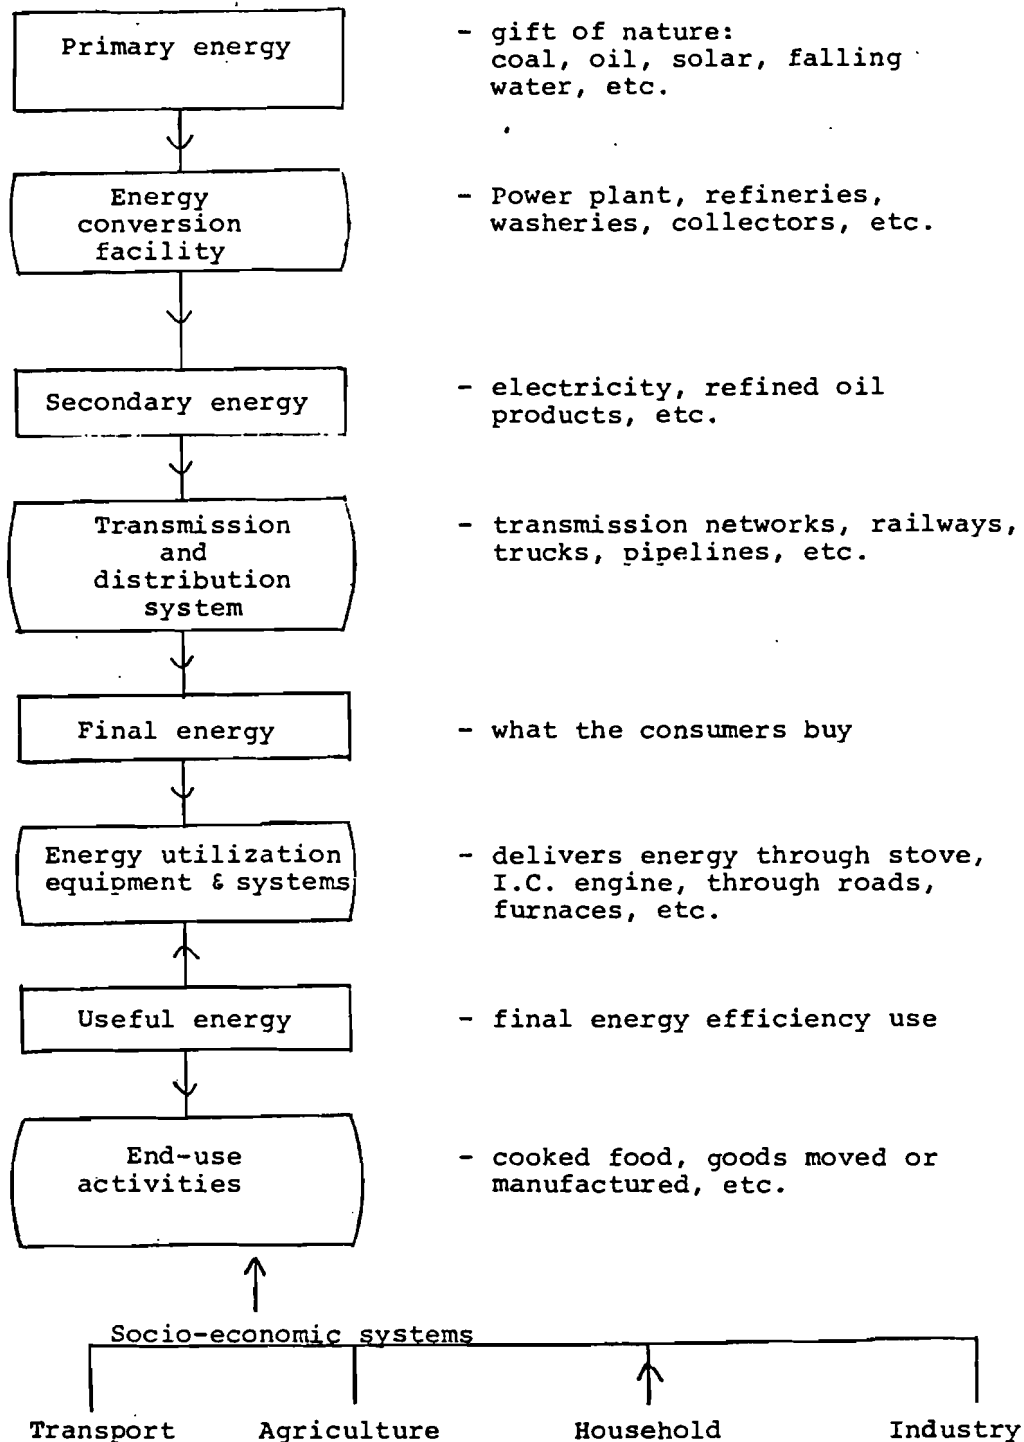 Primary energy
- gift of nature:
coal, oil, solar, falling
water, etc.
Energy
conversion
facility
- Power plant, refineries,
washeries, collectors, etc.
Secondary energy
- electricity, refined oil
products, etc.
Transmission
and
distribution
system
- transmission networks, railways,
trucks, pipelines, etc.
Final energy
- what the consumers buy
Energy utilization
equipment & systems
- delivers energy through stove,
I.C. engine, through roads,
furnaces, etc.
Useful energy
- final energy efficiency use
End-use
activities
- cooked food, goods moved or
manufactured, etc.
Socio-economic systems
Transport Agriculture Household Industry